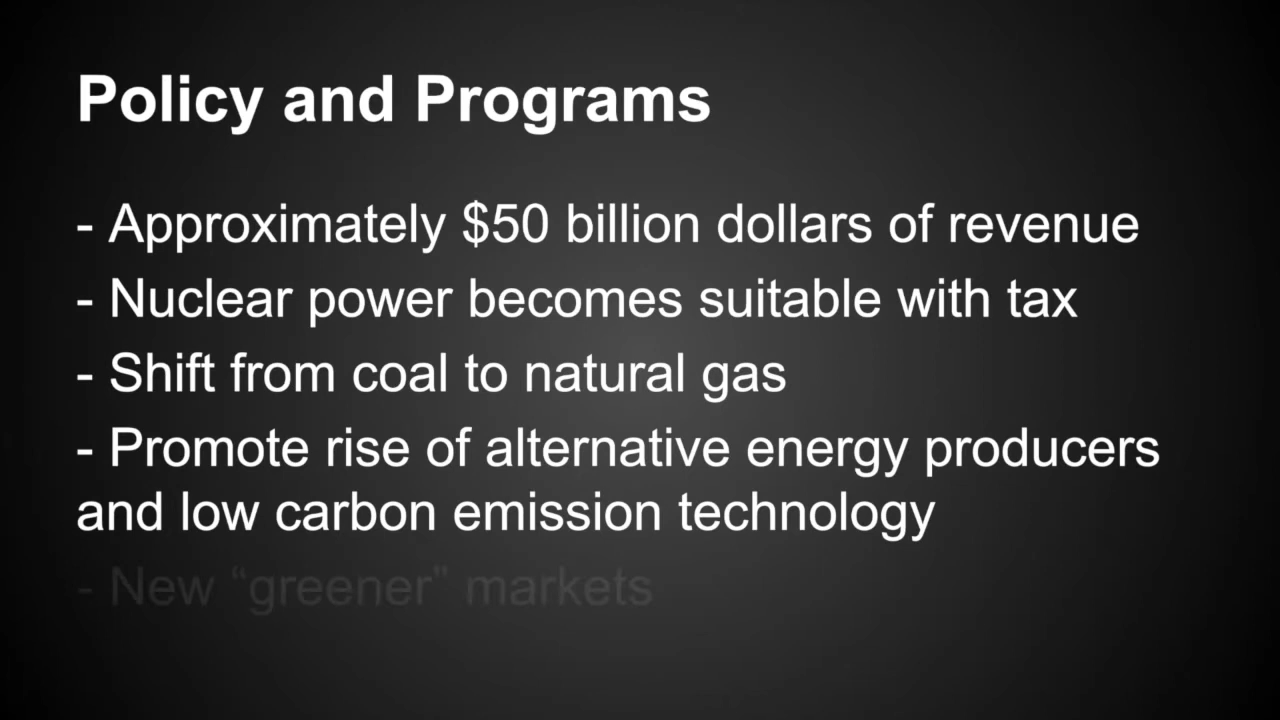 Policy and Programs
- Approximately $50 billion dollars of revenue
- Nuclear power becomes suitable with tax
- Shift from coal to natural gas
- Promote rise of alternative energy producers
and low carbon emission technology
- New “greener” markets